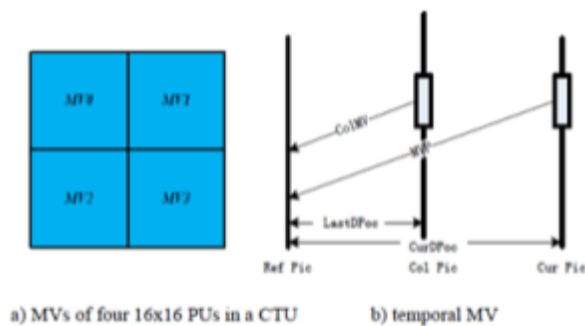 MV0 MV1
MV2 MV3
ColMV
MVP
LastDPoc
CurDPoc
Ref Pic Col Pic Cur Pic
a) MVs of four 16x16 PUs in a CTU b) temporal MV